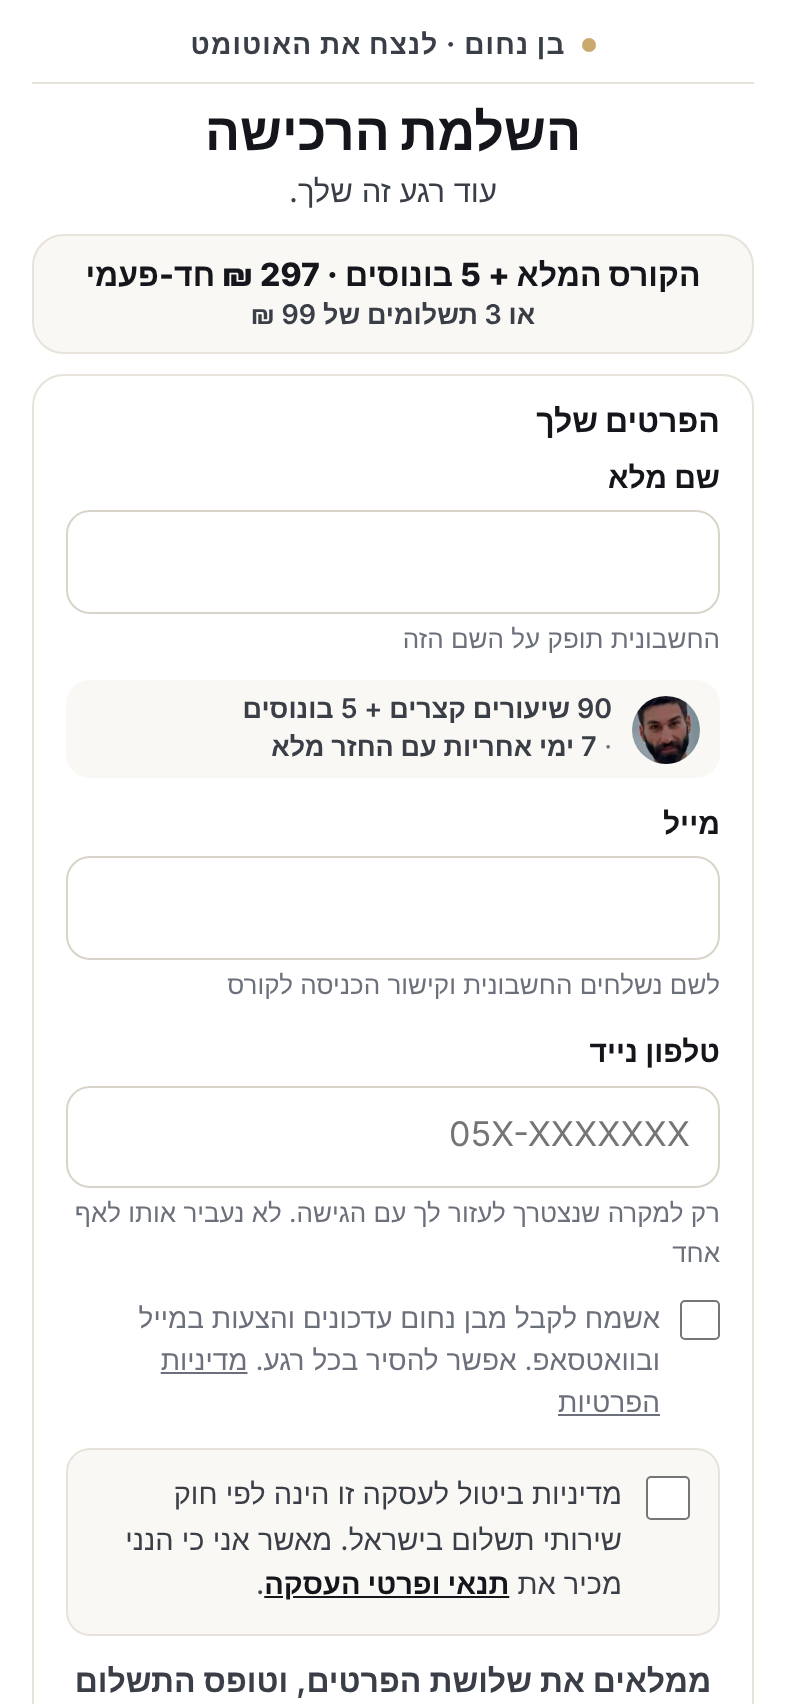 בן נחום · לנצח את האוטומט
השלמת הרכישה
עוד רגע זה שלך.
הקורס המלא + 5 בונוסים · 297 ₪ חד-פעמי
או 3 תשלומים של 99 ₪
הפרטים שלך
שם מלא
החשבונית תופק על השם הזה
90 שיעורים קצרים + 5 בונוסים
· 7 ימי אחריות עם החזר מלא
מייל
לשם נשלחים החשבונית וקישור הכניסה לקורס
טלפון נייד
05X-XXXXXXX
רק למקרה שנצטרך לעזור לך עם הגישה. לא נעביר אותו לאף
אחד
אשמח לקבל מבן נחום עדכונים והצעות במייל
ובוואטסאפ. אפשר להסיר בכל רגע. מדיניות
הפרטיות
מדיניות ביטול לעסקה זו הינה לפי חוק
שירותי תשלום בישראל. מאשר אני כי הנני
מכיר את תנאי ופרטי העסקה.
ממלאים את שלושת הפרטים, וטופס התשלום